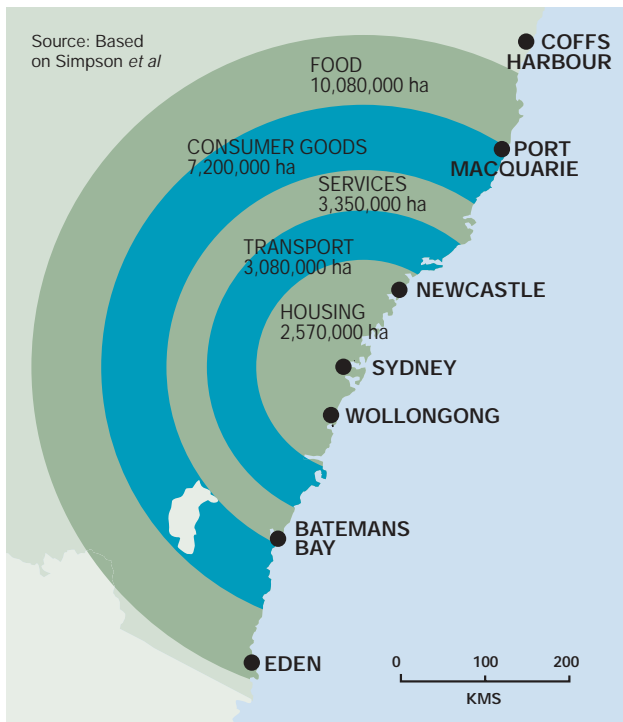 Source: Based
on Simpson et al
COFFS
HARBOUR
FOOD
10,080,000 ha
CONSUMER GOODS
7,200,000 ha
PORT
MACQUARIE
SERVICES
3,350,000 ha
TRANSPORT
3,080,000 ha
NEWCASTLE
HOUSING
2,570,000 ha
SYDNEY
WOLLONGONG
BATEMANS
BAY
EDEN
0 100 200
KMS